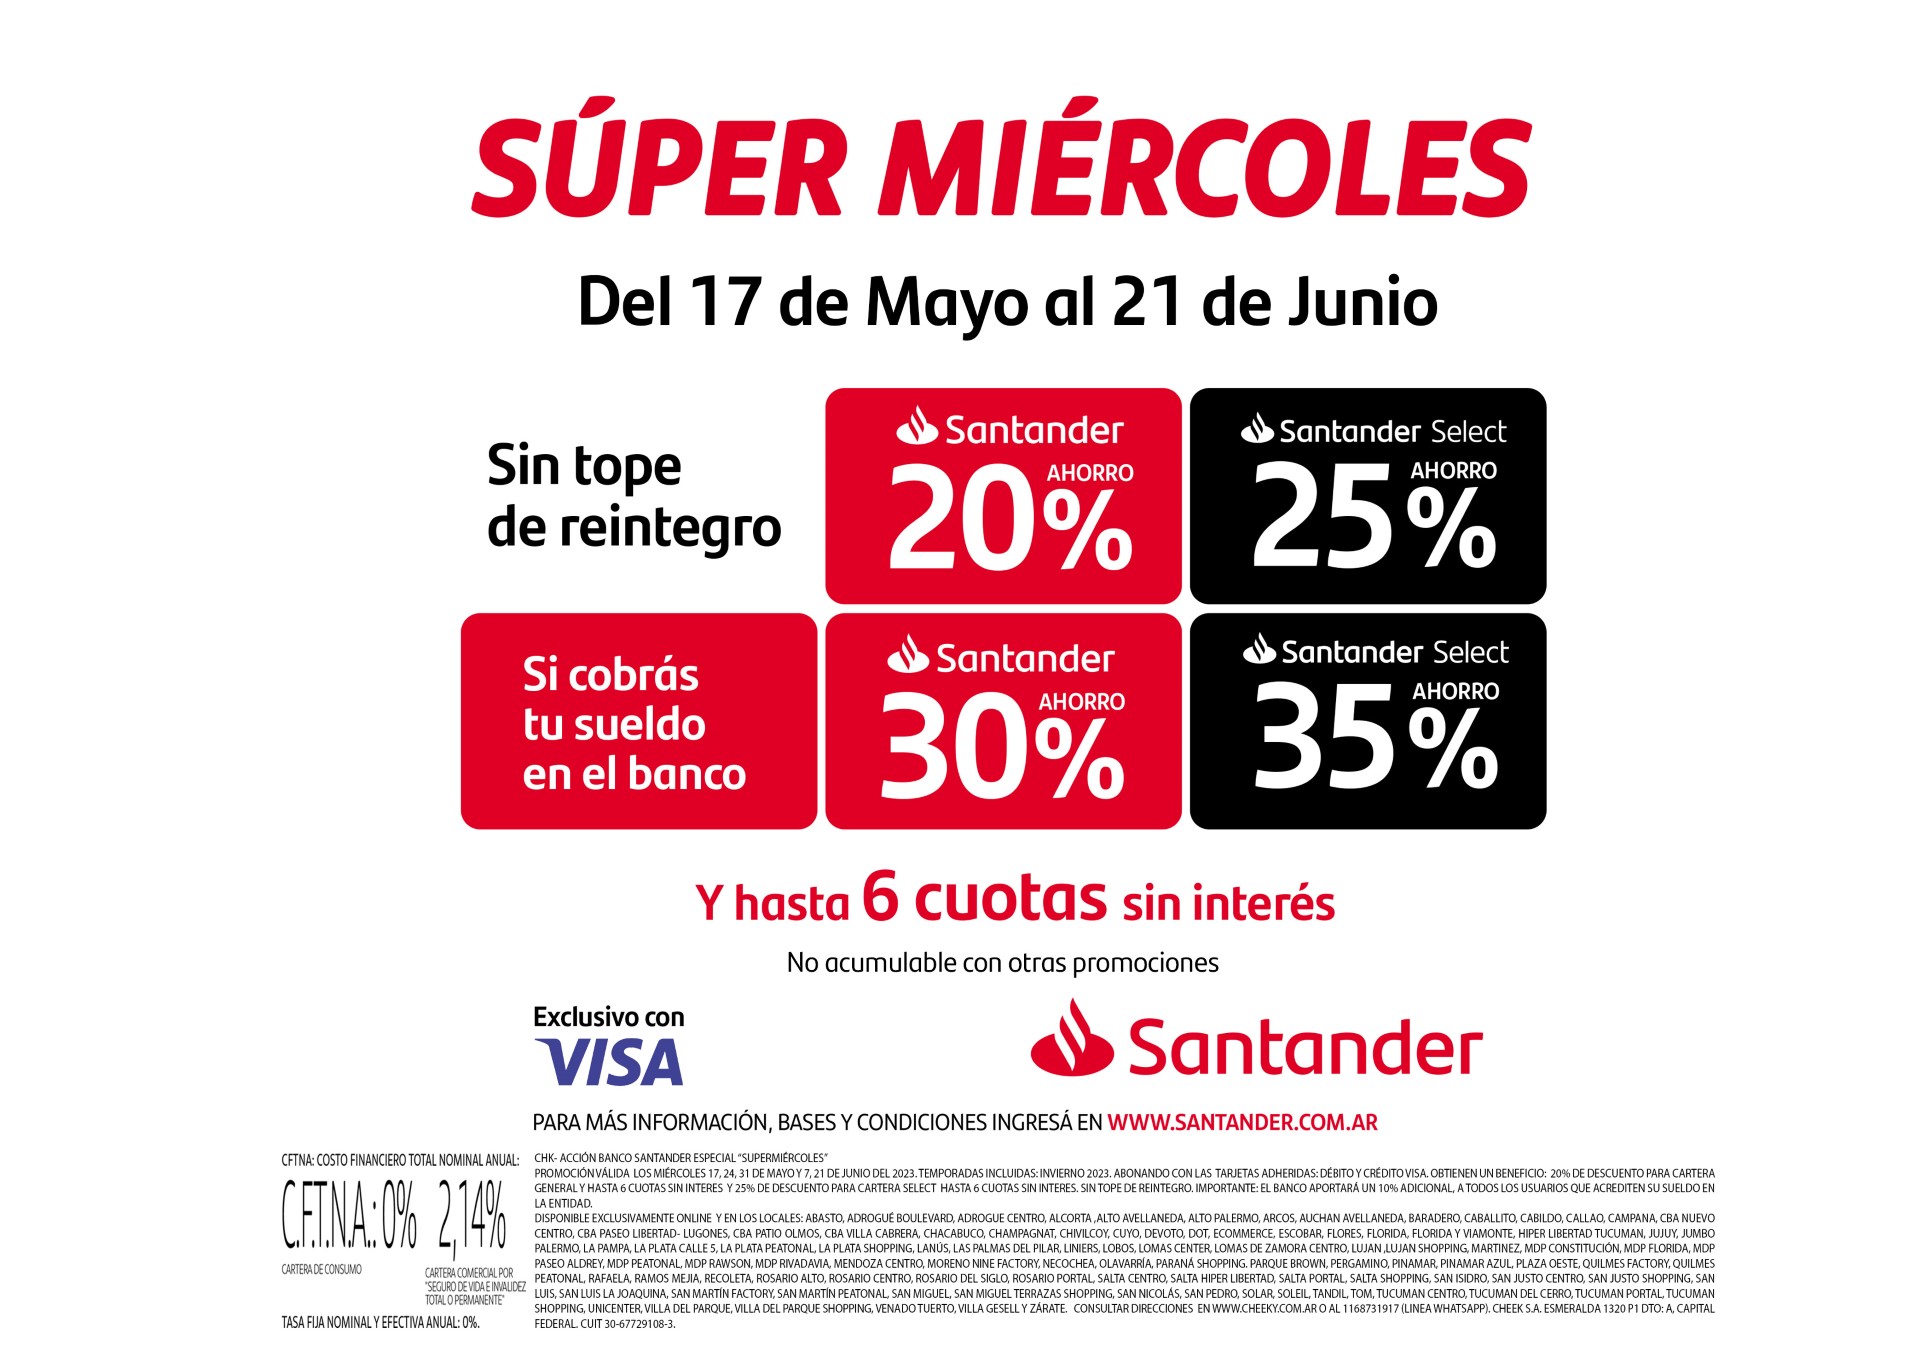 SÚPER MIÉRCOLES
Del 17 de Mayo al 21 de Junio
Sin tope
de reintegro
Santander
AHORRO
20%
Santander Select
AHORRO
25%
Si cobrás
tu sueldo
en el banco
Santander
AHORRO
30%
Santander Select
AHORRO
35%
Y hasta 6 cuotas sin interés
No acumulable con otras promociones
Exclusivo con
VISA
Santander
PARA MÁS INFORMACIÓN, BASES Y CONDICIONES INGRESÁ EN WWW.SANTANDER.COM.AR
CFTNA: COSTO FINANCIERO TOTAL NOMINAL ANUAL:
C.F.T.N.A.: 0% 2,14%
CARTERA DE CONSUMO
CARTERA COMERCIAL POR
"SEGURO DE VIDA E INVALIDEZ
TOTAL O PERMANENTE"
TASA FIJA NOMINAL Y EFECTIVA ANUAL: 0%.
CHK- ACCIÓN BANCO SANTANDER ESPECIAL "SUPERMIÉRCOLES"
PROMOCIÓN VÁLIDA LOS MIÉRCOLES 17, 24, 31 DE MAYO Y 7, 21 DE JUNIO DEL 2023. TEMPORADAS INCLUIDAS: INVIERNO 2023. ABONANDO CON LAS TARJETAS ADHERIDAS: DÉBITO Y CRÉDITO VISA. OBTIENEN UN BENEFICIO: 20% DE DESCUENTO PARA CARTERA
GENERAL Y HASTA 6 CUOTAS SIN INTERES Y 25% DE DESCUENTO PARA CARTERA SELECT HASTA 6 CUOTAS SIN INTERES. SIN TOPE DE REINTEGRO. IMPORTANTE: EL BANCO APORTARÁ UN 10% ADICIONAL, A TODOS LOS USUARIOS QUE ACREDITEN SU SUELDO EN
LA ENTIDAD.
DISPONIBLE EXCLUSIVAMENTE ONLINE Y EN LOS LOCALES: ABASTO, ADROGUÉ BOULEVARD, ADROGUE CENTRO, ALCORTA ,ALTO AVELLANEDA, ALTO PALERMO, ARCOS, AUCHAN AVELLANEDA, BARADERO, CABALLITO, CABILDO, CALLAO, CAMPANA, CBA NUEVO
CENTRO, CBA PASEO LIBERTAD- LUGONES, CBA PATIO OLMOS, CBA VILLA CABRERA, CHACABUCO, CHAMPAGNAT, CHIVILCOY, CUYO, DEVOTO, DOT, ECOMMERCE, ESCOBAR, FLORES, FLORIDA, FLORIDA Y VIAMONTE, HIPER LIBERTAD TUCUMAN, JUJUY, JUMBO
PALERMO, LA PAMPA, LA PLATA CALLE 5, LA PLATA PEATONAL, LA PLATA SHOPPING, LANÚS, LAS PALMAS DEL PILAR, LINIERS, LOBOS, LOMAS CENTER, LOMAS DE ZAMORA CENTRO, LUJAN ,LUJAN SHOPPING, MARTINEZ, MDP CONSTITUCIÓN, MDP FLORIDA, MDP
PASEO ALDREY, MDP PEATONAL, MDP RAWSON, MDP RIVADAVIA, MENDOZA CENTRO, MORENO NINE FACTORY, NECOCHEA, OLAVARRÍA, PARANÁ SHOPPING. PARQUE BROWN, PERGAMINO, PINAMAR, PINAMAR AZUL, PLAZA OESTE, QUILMES FACTORY, QUILMES
PEATONAL, RAFAELA, RAMOS MEJIA, RECOLETA, ROSARIO ALTO, ROSARIO CENTRO, ROSARIO DEL SIGLO, ROSARIO PORTAL, SALTA CENTRO, SALTA HIPER LIBERTAD, SALTA PORTAL, SALTA SHOPPING, SAN ISIDRO, SAN JUSTO CENTRO, SAN JUSTO SHOPPING, SAN
LUIS, SAN LUIS LA JOAQUINA, SAN MARTÍN FACTORY, SAN MARTÍN PEATONAL, SAN MIGUEL, SAN MIGUEL TERRAZAS SHOPPING, SAN NICOLÁS, SAN PEDRO, SOLAR, SOLEIL, TANDIL, TOM, TUCUMAN CENTRO, TUCUMAN DEL CERRO, TUCUMAN PORTAL, TUCUMAN
SHOPPING, UNICENTER, VILLA DEL PARQUE, VILLA DEL PARQUE SHOPPING, VENADO TUERTO, VILLA GESELL Y ZÁRATE. CONSULTAR DIRECCIONES EN WWW.CHEEKY.COM.AR O AL 1168731917 (LINEA WHATSAPP). CHEEK S.A. ESMERALDA 1320 P1 DTO: A, CAPITAL
FEDERAL. CUIT 30-67729108-3.